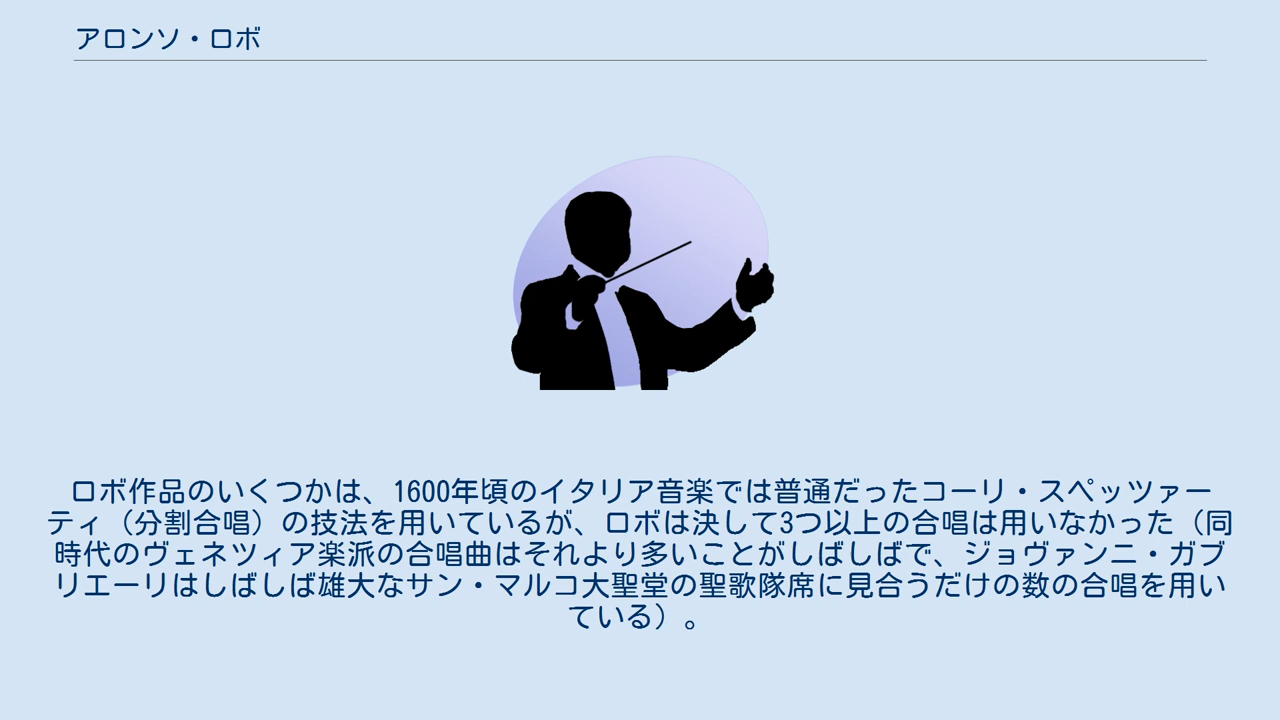 アロンソ・ロボ
ロボ作品のいくつかは、1600年頃のイタリア音楽では普通だったコーリ・スペッツァー
ティ（分割合唱）の技法を用いているが、ロボは決して3つ以上の合唱は用いなかった（同
時代のヴェネツィア楽派の合唱曲はそれより多いことがしばしばで、ジョヴァンニ・ガブ
リエーリはしばしば雄大なサン・マルコ大聖堂の聖歌隊席に見合うだけの数の合唱を用い
ている）。